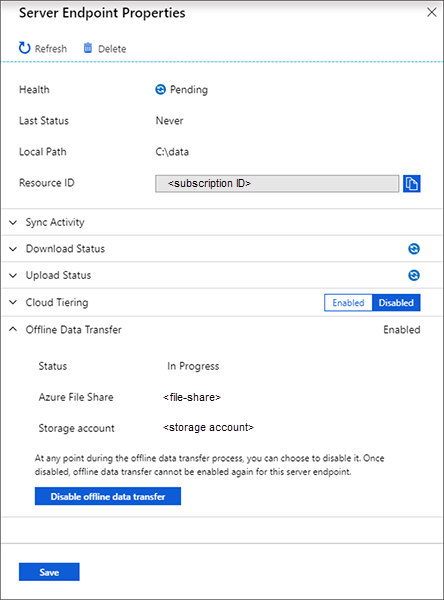 Server Endpoint Properties
Refresh Delete
Health Pending
Last Status Never
Local Path C:\data
Resource ID <subscription ID>
Sync Activity
Download Status
Upload Status
Cloud Tiering Enabled Disabled
Offline Data Transfer Enabled
Status In Progress
Azure File Share <file-share>
Storage account <storage account>
At any point during the offline data transfer process, you can choose to disable it. Once
disabled, offline data transfer cannot be enabled again for this server endpoint.
Disable offline data transfer
Save